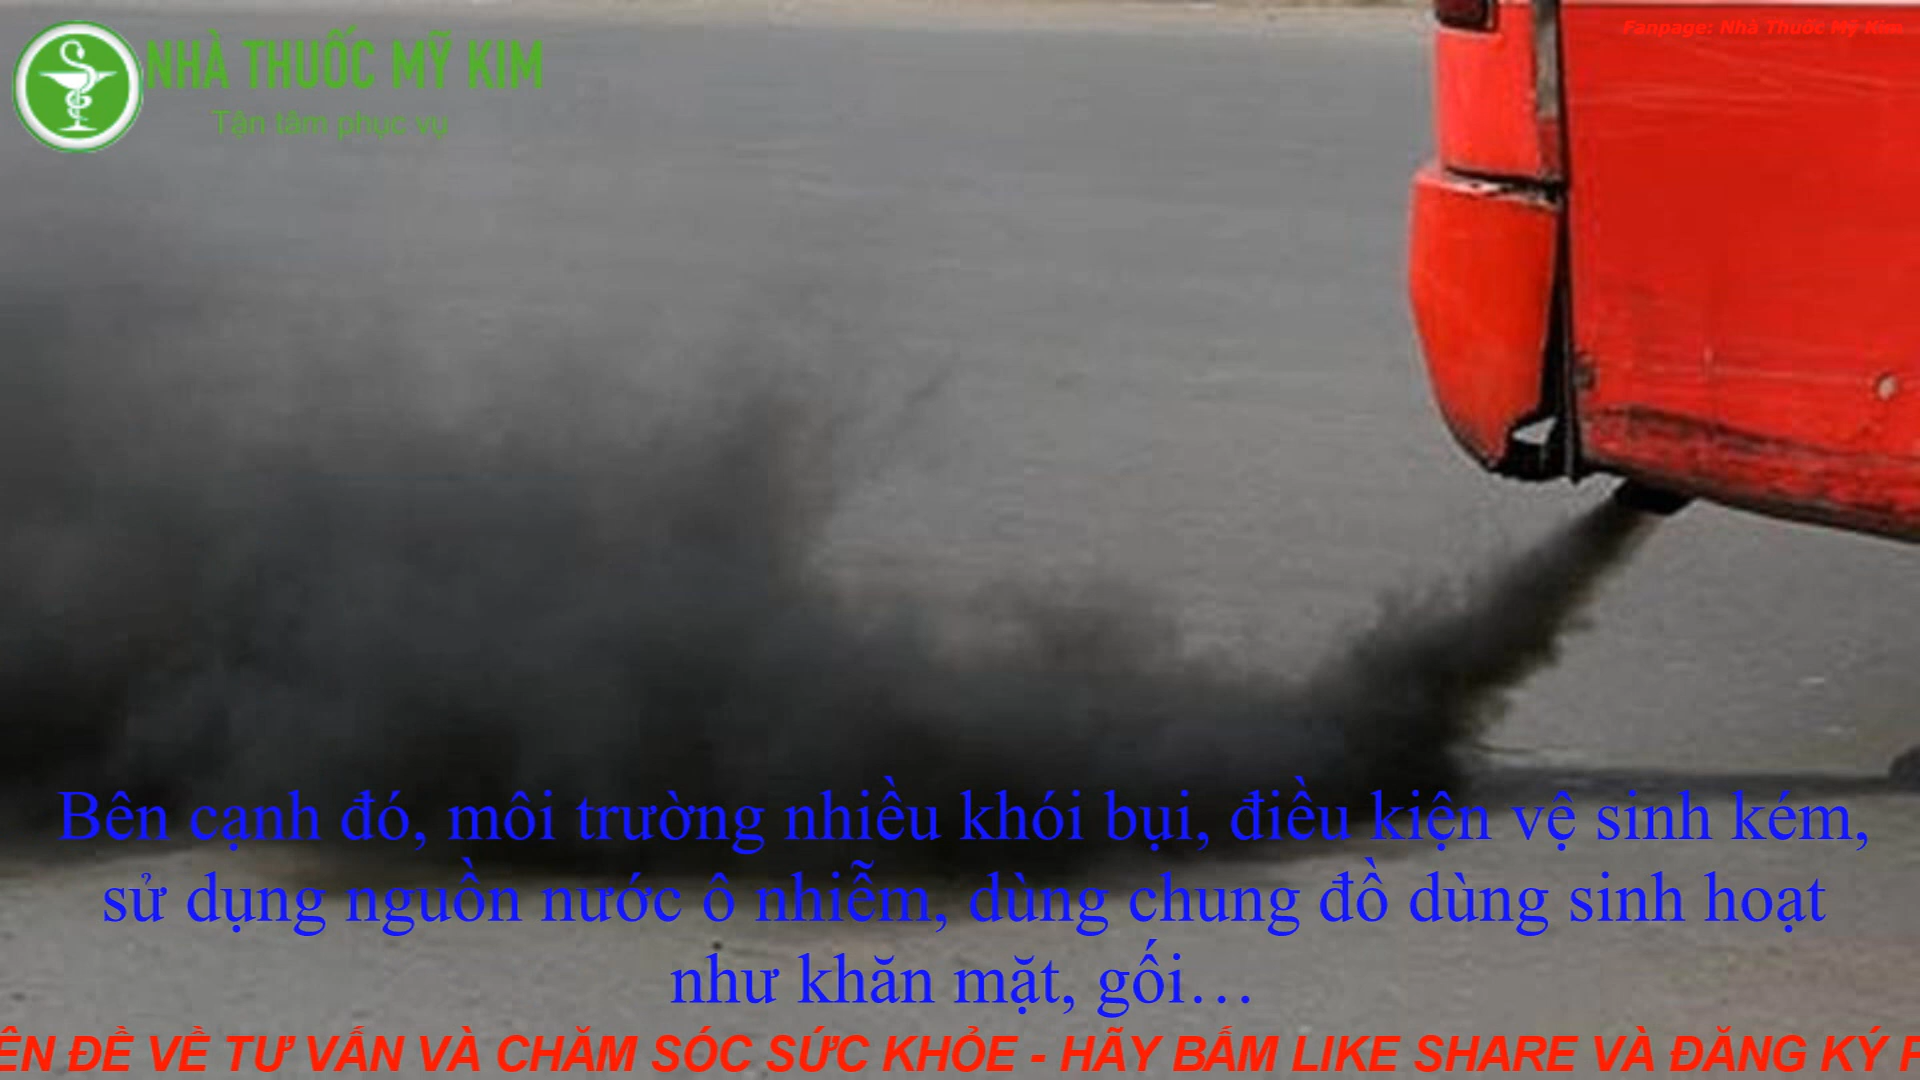 NHÀ THUỐC MỸ KIM
Tận tâm phục vụ
Fanpage: Nhà Thuốc Mỹ Kim
Bên cạnh đó, môi trường nhiều khói bụi, điều kiện vệ sinh kém,
sử dụng nguồn nước ô nhiễm, dùng chung đồ dùng sinh hoạt
như khăn mặt, gối…
ÊN ĐỀ VỀ TƯ VẤN VÀ CHĂM SÓC SỨC KHỎE - HÃY BẤM LIKE SHARE VÀ ĐĂNG KÝ